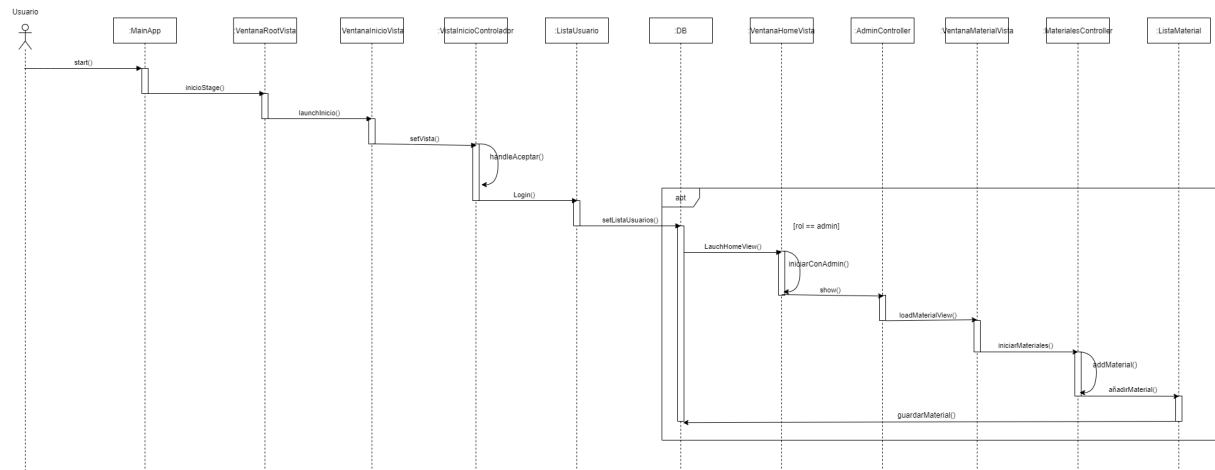 Usuario
:MainApp
:VentanaRootVista
:VentanaInicioVista
:VistaInicioControlador
:ListaUsuario
:DB
:VentanaHomeVista
:AdminController
:VentanaMaterialVista
:MaterialesController
:ListaMaterial
start()
inicioStage()
launchInicio()
setVista()
handleAceptar()
Login()
apt
setListaUsuarios()
[rol == admin]
LauchHomeView()
iniciarConAdmin()
show()
loadMaterialView()
iniciarMateriales()
addMaterial()
añadirMaterial()
guardarMaterial()